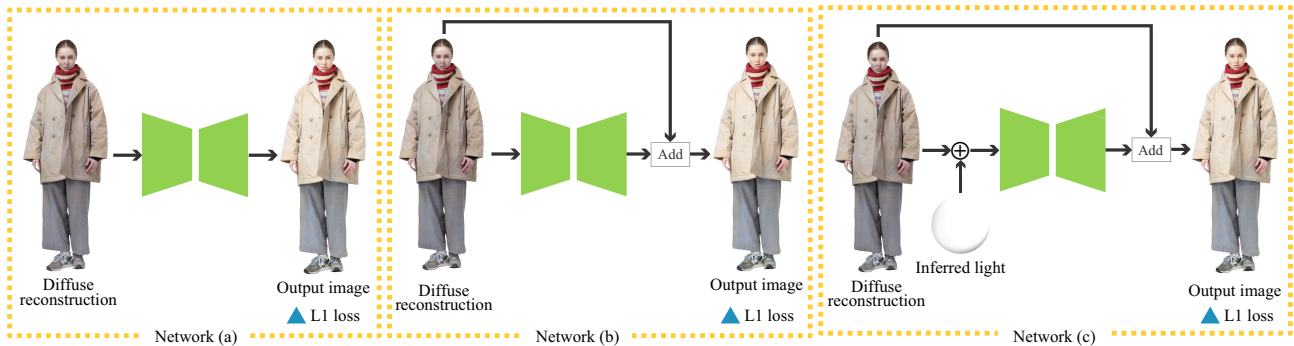 Diffuse
reconstruction
Output image
L1 loss
Network (a)
Add
Diffuse
reconstruction
Output image
L1 loss
Network (b)
Add
Inferred light
Diffuse
reconstruction
Output image
L1 loss
Network (c)